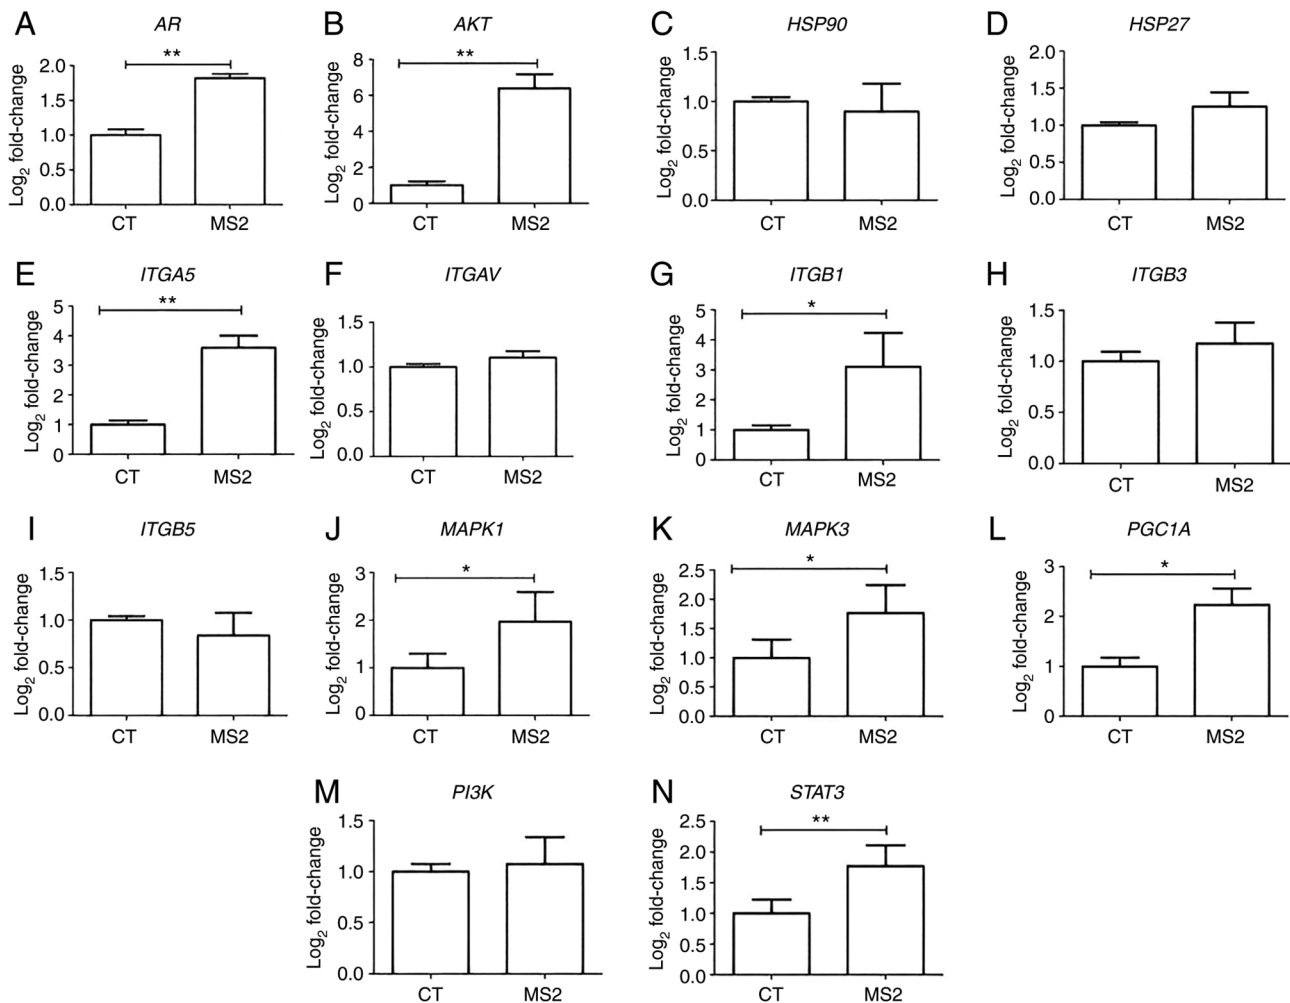 A AR
Log2 fold-change
**
2.0
1.5
1.0
0.5
0.0
CT MS2
B AKT
Log2 fold-change
**
8
6
4
2
0
CT MS2
C HSP90
Log2 fold-change
1.5
1.0
0.5
0.0
CT MS2
D HSP27
Log2 fold-change
2.0
1.5
1.0
0.5
0.0
CT MS2
E ITGA5
Log2 fold-change
**
5
4
3
2
1
0
CT MS2
F ITGAV
Log2 fold-change
1.5
1.0
0.5
0.0
CT MS2
G ITGB1
Log2 fold-change
*
5
4
3
2
1
0
CT MS2
H ITGB3
Log2 fold-change
1.5
1.0
0.5
0.0
CT MS2
I ITGB5
Log2 fold-change
1.5
1.0
0.5
0.0
CT MS2
J MAPK1
Log2 fold-change
*
3
2
1
0
CT MS2
K MAPK3
Log2 fold-change
*
2.5
2.0
1.5
1.0
0.5
0.0
CT MS2
L PGC1A
Log2 fold-change
*
3
2
1
0
CT MS2
M PI3K
Log2 fold-change
1.5
1.0
0.5
0.0
CT MS2
N STAT3
Log2 fold-change
**
2.5
2.0
1.5
1.0
0.5
0.0
CT MS2